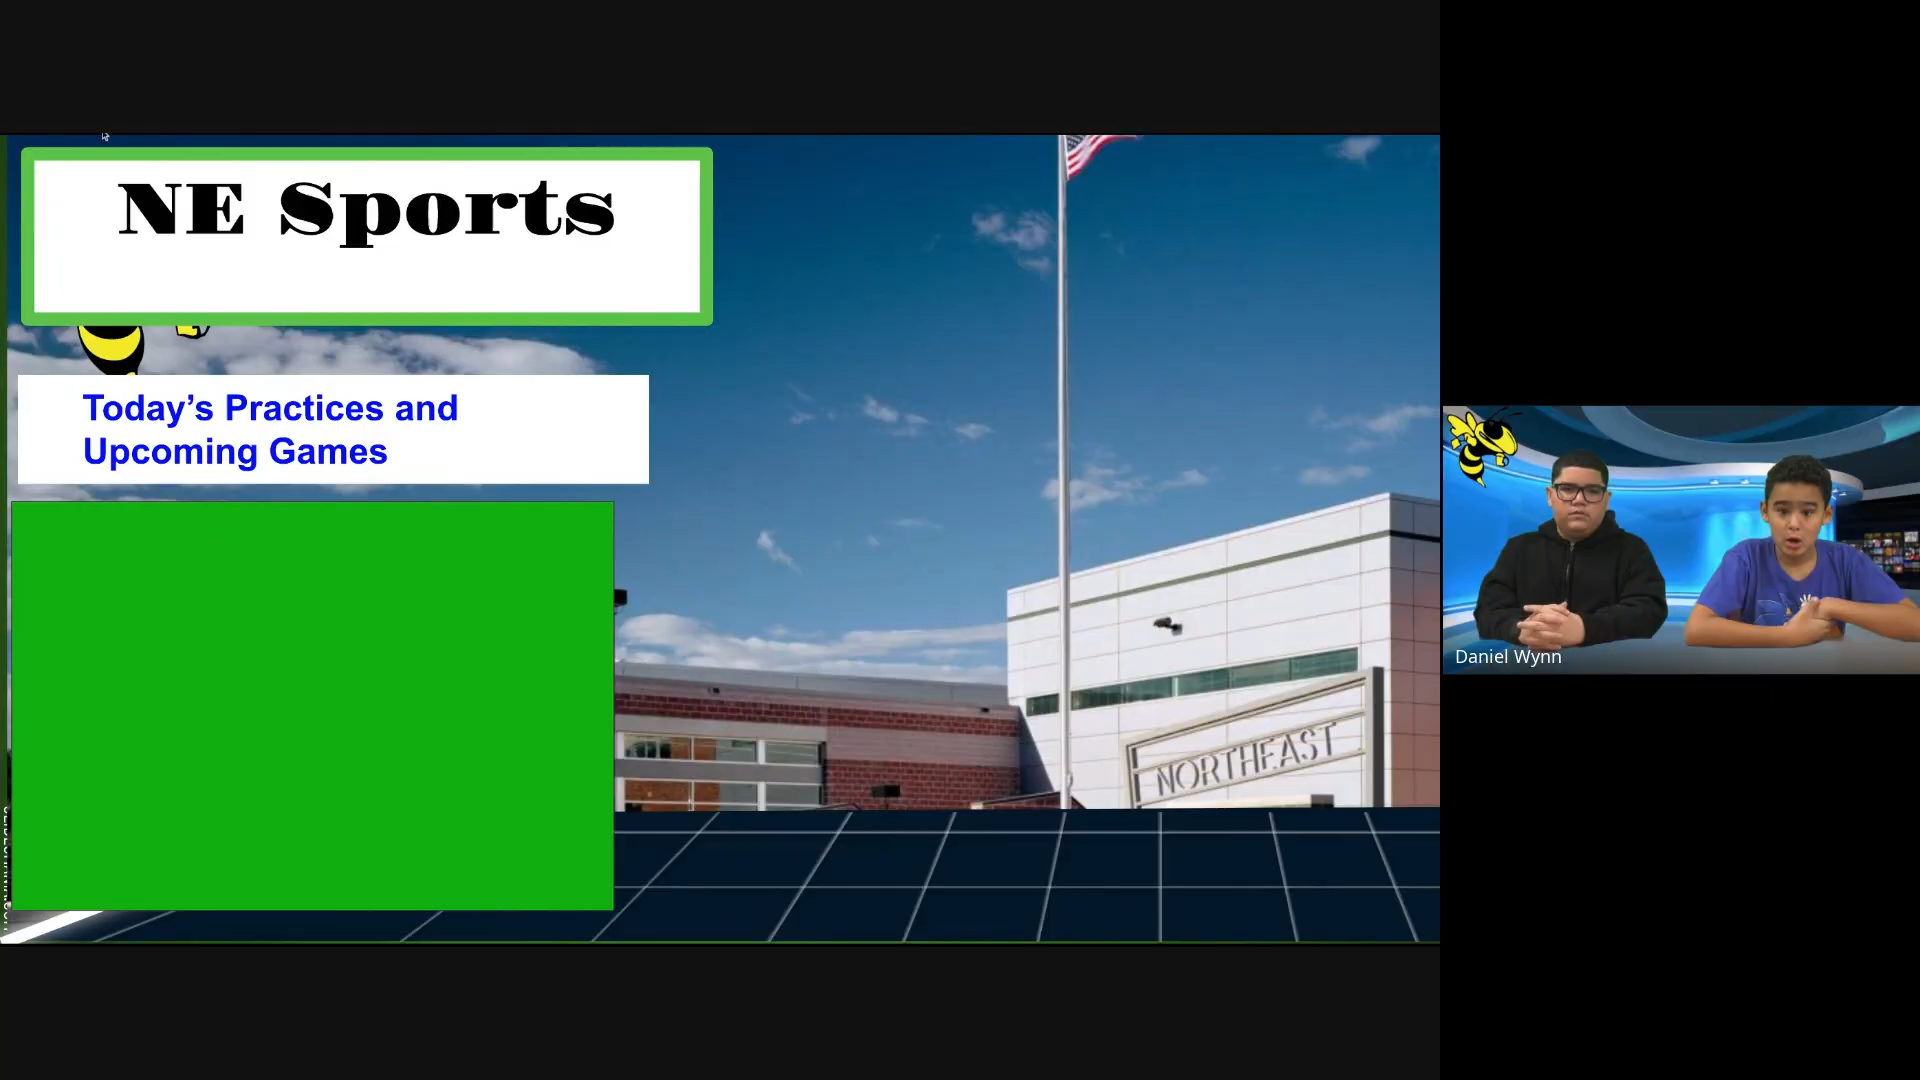 NE Sports
Today's Practices and
Upcoming Games
NORTHEAST
Daniel Wynn